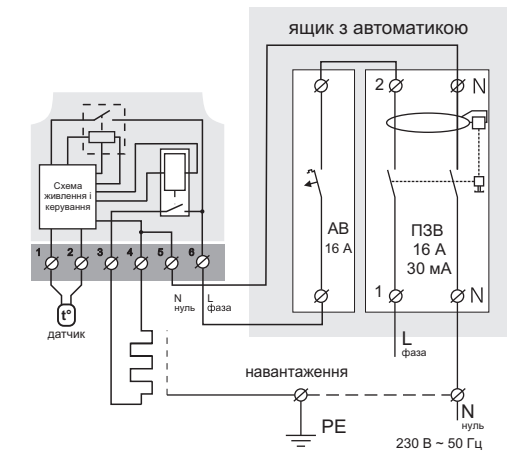 ящик з автоматикою
2
N
Схема
живлення і
керування
АВ
16 А
ПЗВ
16 А
30 мА
1
2
3
4
5
6
1
N
N
нуль
L
фаза
t°
датчик
L
фаза
навантаження
PE
N
нуль
230 В ~ 50 Гц